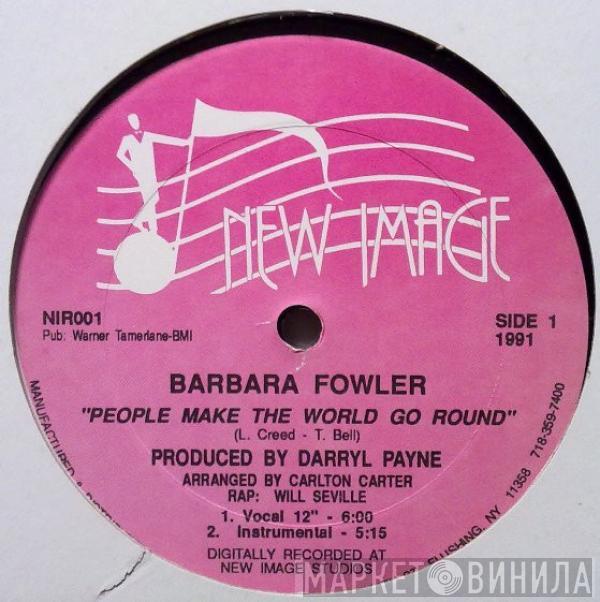 NEW IMAGE
NIR001
Pub: Warner Tamerlane-BMI
SIDE 1
1991
BARBARA FOWLER
"PEOPLE MAKE THE WORLD GO ROUND"
(L. Creed - T. Bell)
PRODUCED BY DARRYL PAYNE
ARRANGED BY CARLTON CARTER
RAP: WILL SEVILLE
1. Vocal 12" - 6:00
2. Instrumental - 5:15
DIGITALLY RECORDED AT
NEW IMAGE STUDIOS
MANUFACTURED &
FLUSHING, NY 11358 718-359-7400
МАРКЕТ ВИНИЛА